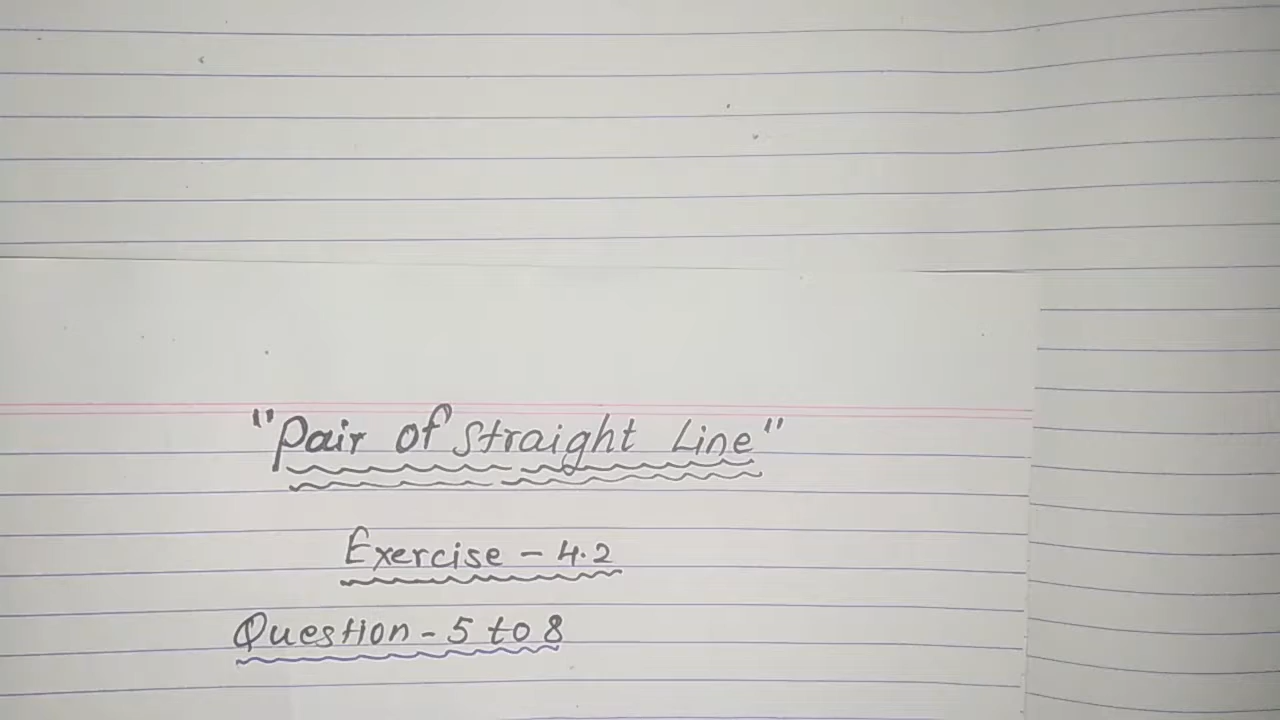 "Pair of Straight Line"
Exercise - 4.2
Question - 5 to 8